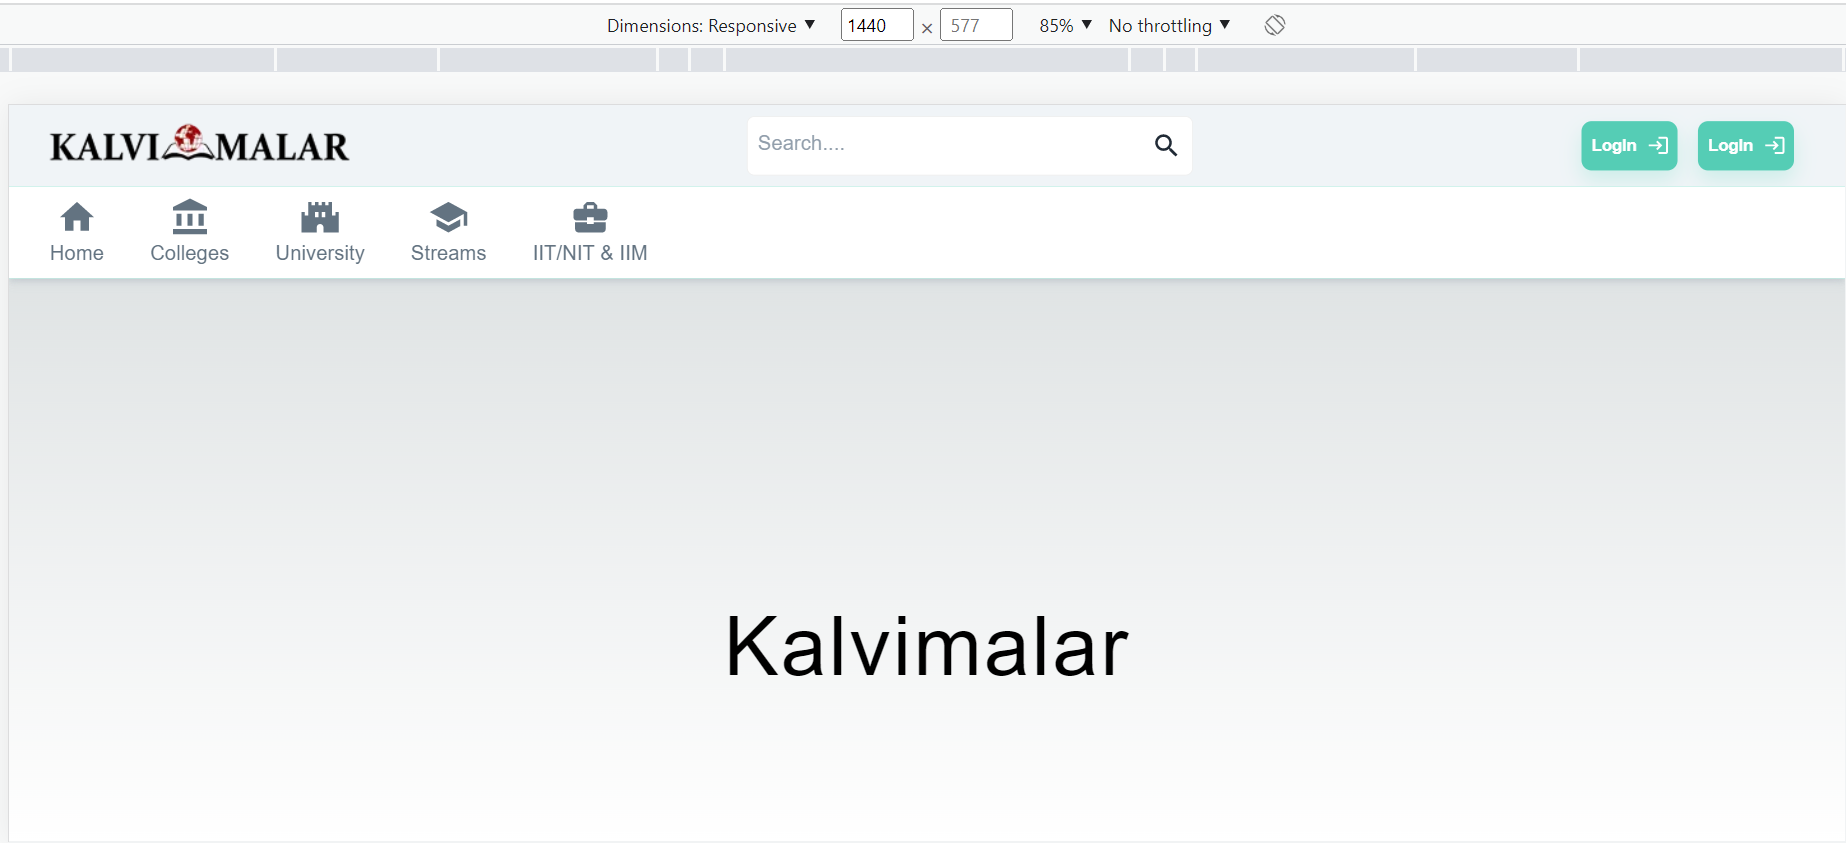 Dimensions: Responsive ▼ 1440 × 577 85% ▼ No throttling ▼
KALVI MALAR
Search....
LogIn
LogIn
Home Colleges University Streams IIT/NIT & IIM
Kalvimalar